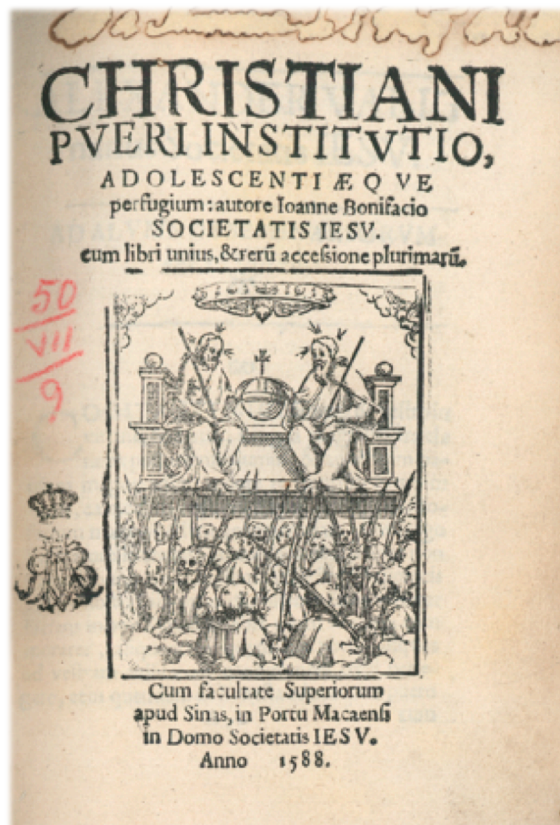 CHRISTIANI
PVERI INSTITVTIO,
ADOLESCENTIÆQVE
perfugium: autore Ioanne Bonifacio
SOCIETATIS IESV.
cum libri unius, & rerũ accessione plurimarũ.
50
VII
9
Cum facultate Superiorum
apud Sinas, in Portu Macaensi
in Domo Societatis IESV.
Anno 1588.